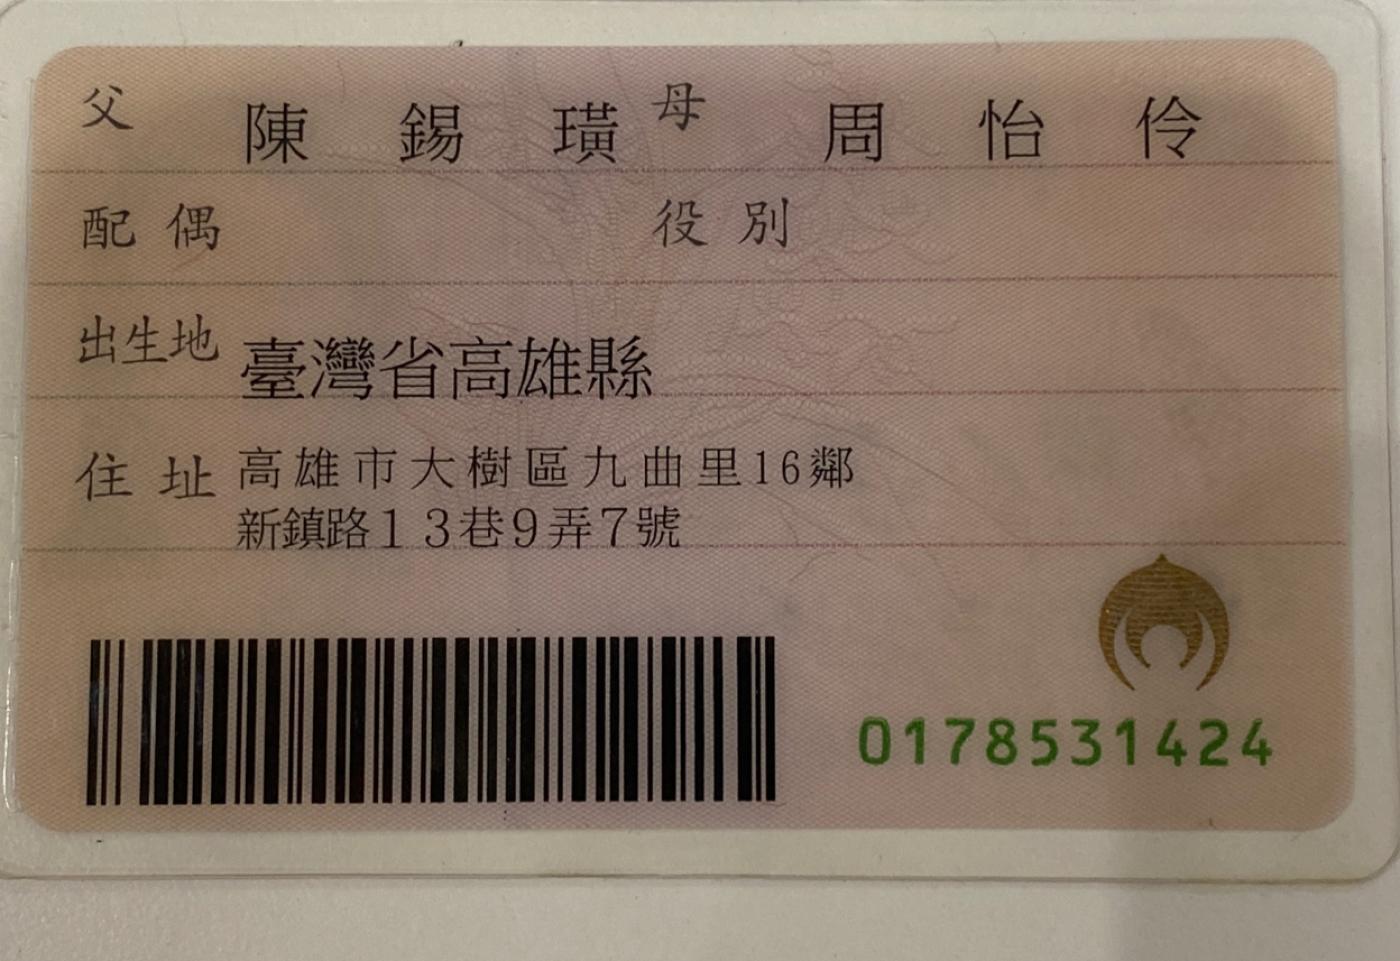 父 陳錫璜 母 周怡伶
配偶 役別
出生地 臺灣省高雄縣
住址 高雄市大樹區九曲里16鄰
新鎮路13巷9弄7號
0178531424